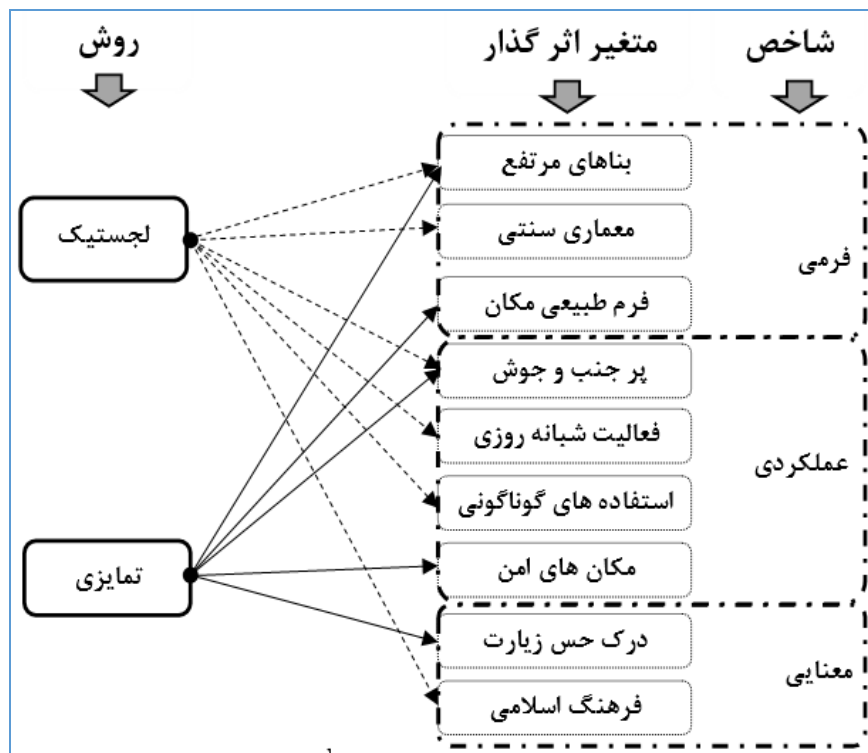 شاخص
متغیر اثر گذار
روش
بناهای مرتفع
معماری سنتی
فرم طبیعی مکان
فرمی
پر جنب و جوش
فعالیت شبانه روزی
استفاده های گوناگونی
مکان های امن
عملکردی
درک حس زیارت
فرهنگ اسلامی
معنایی
لجستیک
تمایزی